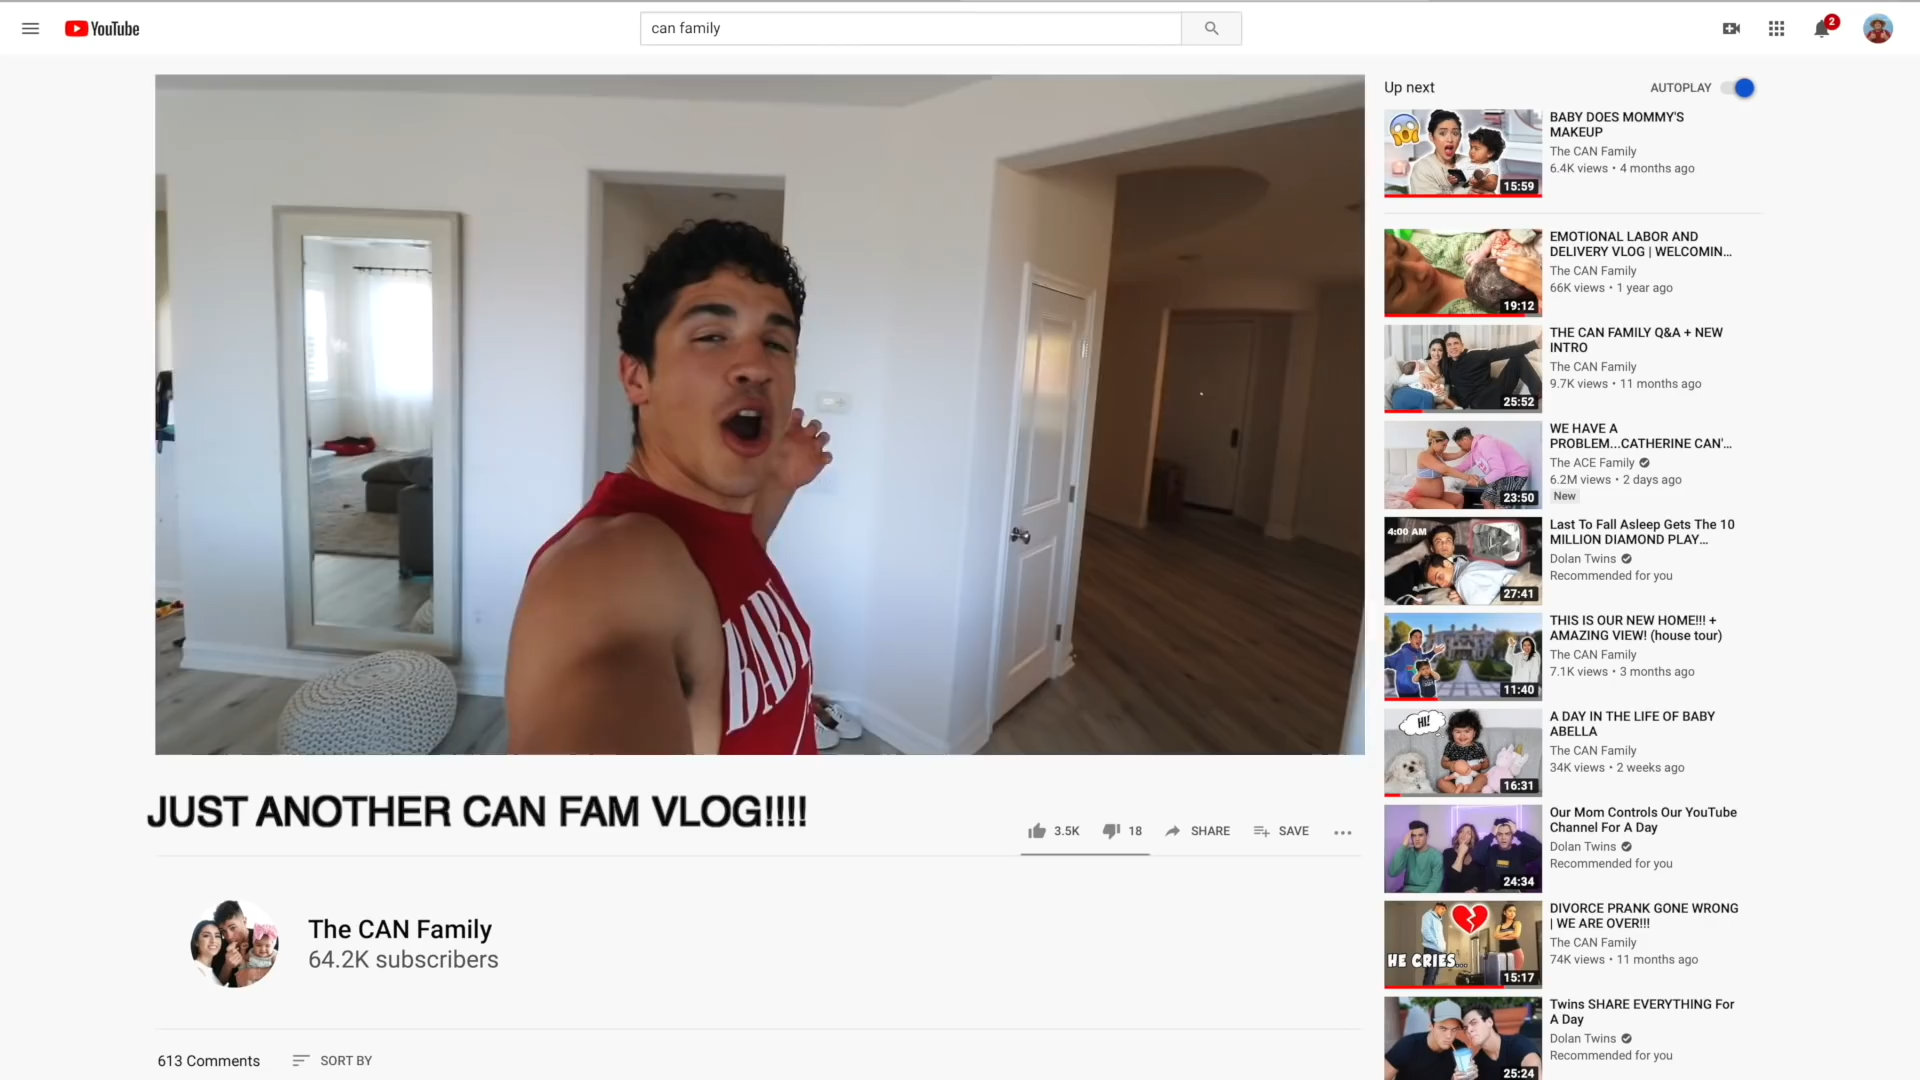 YouTube
can family
2
BABY
JUST ANOTHER CAN FAM VLOG!!!!
3.5K
18
SHARE
SAVE
The CAN Family
64.2K subscribers
613 Comments
SORT BY
Up next
AUTOPLAY
15:59
BABY DOES MOMMY'S
MAKEUP
The CAN Family
6.4K views • 4 months ago
19:12
EMOTIONAL LABOR AND
DELIVERY VLOG | WELCOMIN...
The CAN Family
66K views • 1 year ago
25:52
THE CAN FAMILY Q&A + NEW
INTRO
The CAN Family
9.7K views • 11 months ago
23:50
WE HAVE A
PROBLEM...CATHERINE CAN'...
The ACE Family
6.2M views • 2 days ago
New
4:00 AM
27:41
Last To Fall Asleep Gets The 10
MILLION DIAMOND PLAY...
Dolan Twins
Recommended for you
11:40
THIS IS OUR NEW HOME!!! +
AMAZING VIEW! (house tour)
The CAN Family
7.1K views • 3 months ago
HI!
16:31
A DAY IN THE LIFE OF BABY
ABELLA
The CAN Family
34K views • 2 weeks ago
24:34
Our Mom Controls Our YouTube
Channel For A Day
Dolan Twins
Recommended for you
HE CRIES...
15:17
DIVORCE PRANK GONE WRONG
| WE ARE OVER!!!
The CAN Family
74K views • 11 months ago
25:24
Twins SHARE EVERYTHING For
A Day
Dolan Twins
Recommended for you